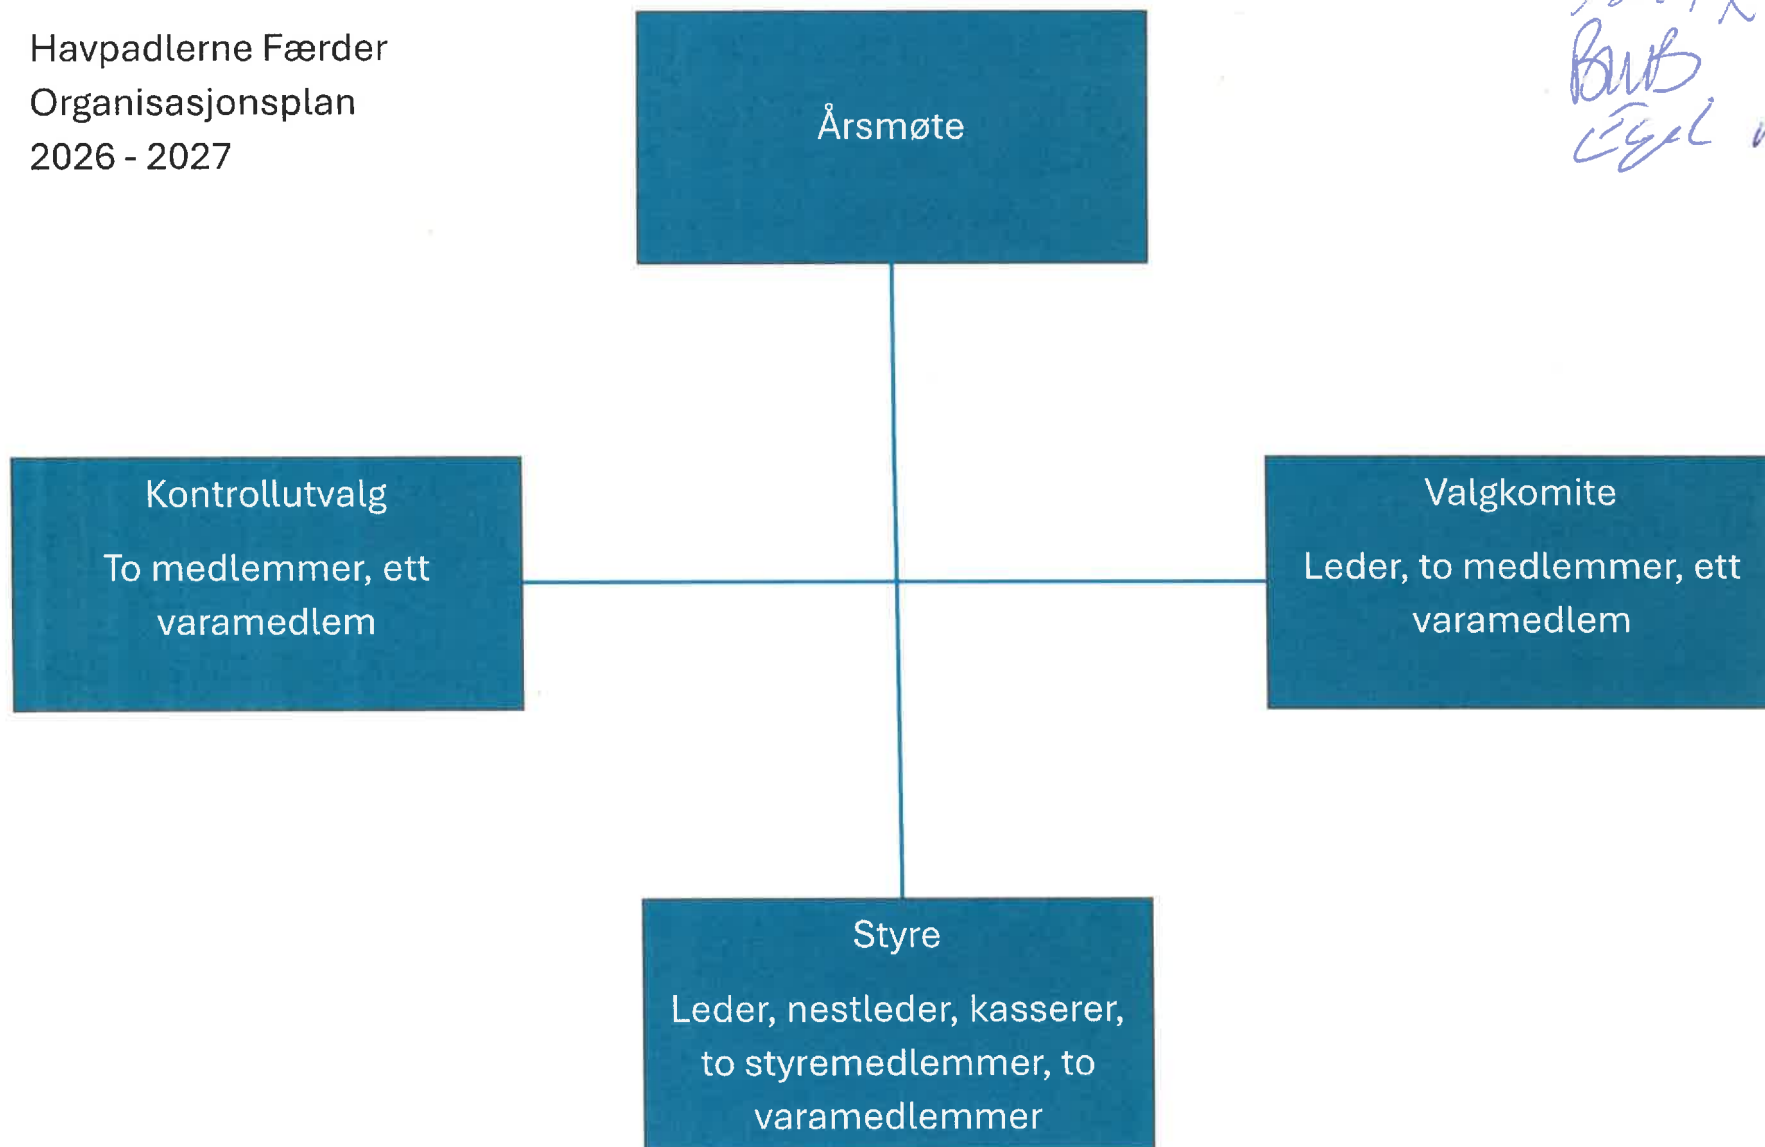 Havpadlerne Færder
Organisasjonsplan
2026 - 2027
Årsmøte
Kontrollutvalg
To medlemmer, ett
varamedlem
Valgkomite
Leder, to medlemmer, ett
varamedlem
Styre
Leder, nestleder, kasserer,
to styremedlemmer, to
varamedlemmer